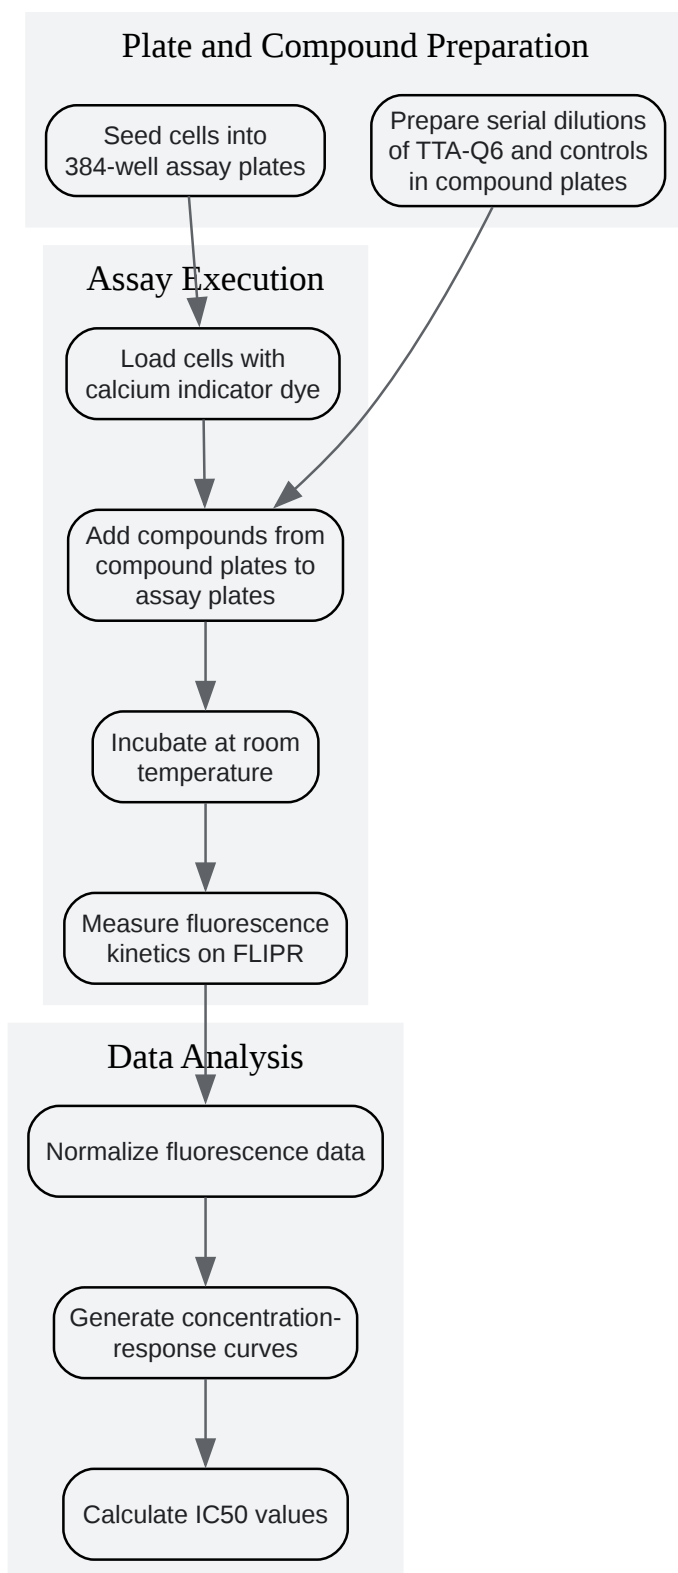 Plate and Compound Preparation
Seed cells into
384-well assay plates
Prepare serial dilutions
of TTA-Q6 and controls
in compound plates
Assay Execution
Load cells with
calcium indicator dye
Add compounds from
compound plates to
assay plates
Incubate at room
temperature
Measure fluorescence
kinetics on FLIPR
Data Analysis
Normalize fluorescence data
Generate concentration-
response curves
Calculate IC50 values